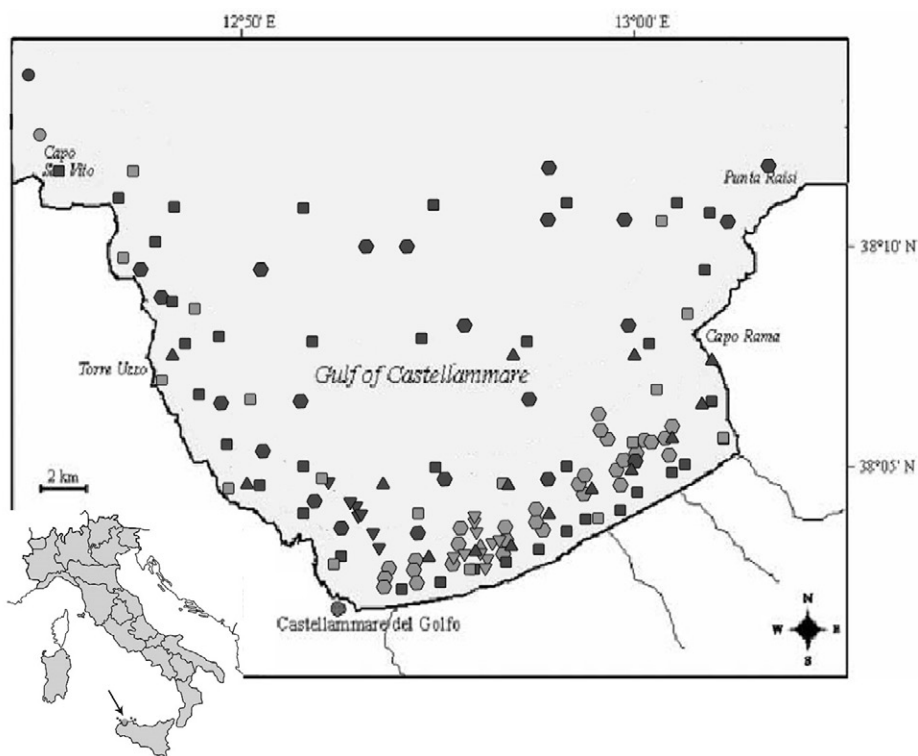 12°50' E
13°00' E
Capo
San Vito
Punta Raisi
38°10' N
Capo Rama
Torre Uzzo
Gulf of Castellammare
38°05' N
2 km
Castellammare del Golfo
N
W
E
S